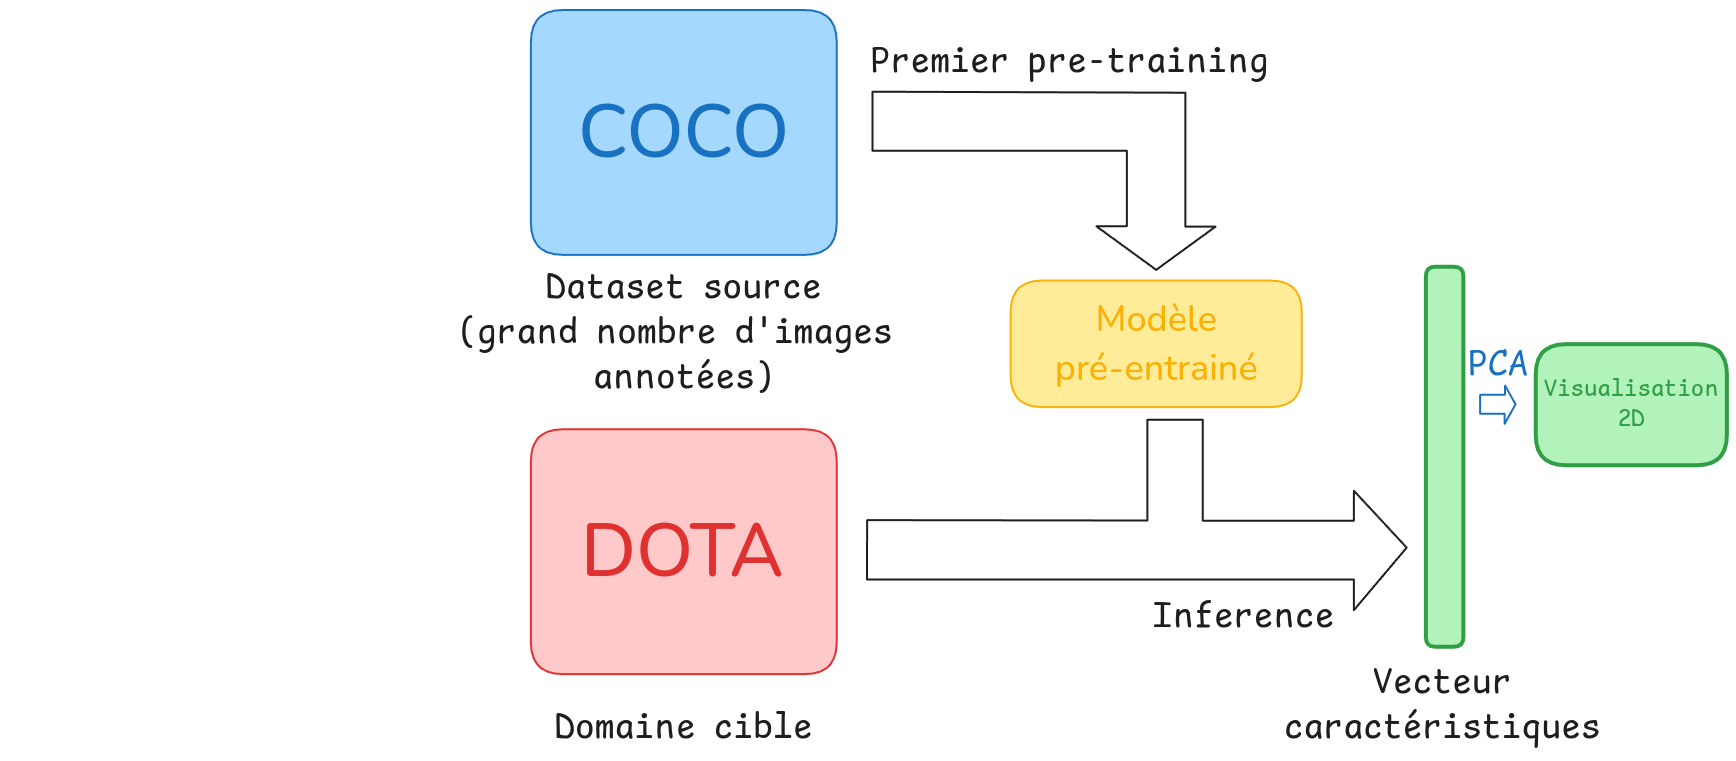 Premier pre-training
COCO
Dataset source
(grand nombre d'images
annotées)
Modèle
pré-entrainé
PCA
Visualisation
2D
DOTA
Inference
Domaine cible
Vecteur
caractéristiques